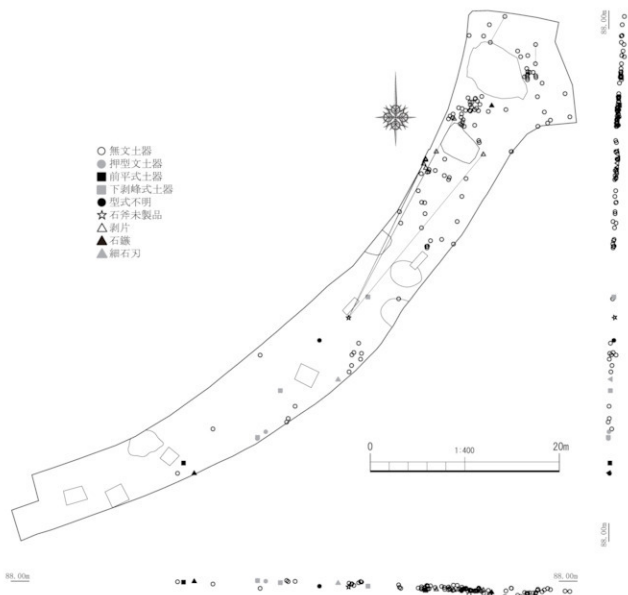 88.00m
無文土器
押型文土器
前平式土器
下剥峰式土器
型式不明
石斧未製品
剥片
石鏃
細石刃
0 1:400 20m
88.00m
88.00m
88.00m